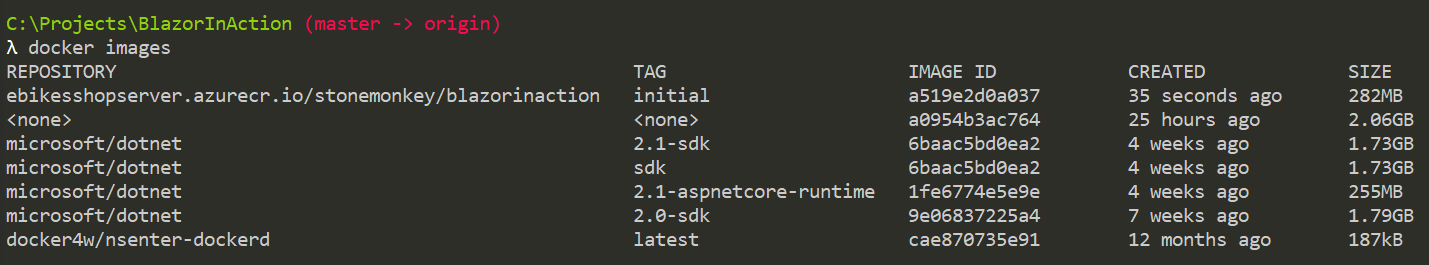 C:\Projects\BlazorInAction (master -> origin)
λ docker images
REPOSITORY TAG IMAGE ID CREATED SIZE
ebikesshopserver.azurecr.io/stonemonkey/blazorinaction initial a519e2d0a037 35 seconds ago 282MB
<none> <none> a0954b3ac764 25 hours ago 2.06GB
microsoft/dotnet 2.1-sdk 6baac5bd0ea2 4 weeks ago 1.73GB
microsoft/dotnet sdk 6baac5bd0ea2 4 weeks ago 1.73GB
microsoft/dotnet 2.1-aspnetcore-runtime 1fe6774e5e9e 4 weeks ago 255MB
microsoft/dotnet 2.0-sdk 9e06837225a4 7 weeks ago 1.79GB
docker4w/nsenter-dockerd latest cae870735e91 12 months ago 187kB